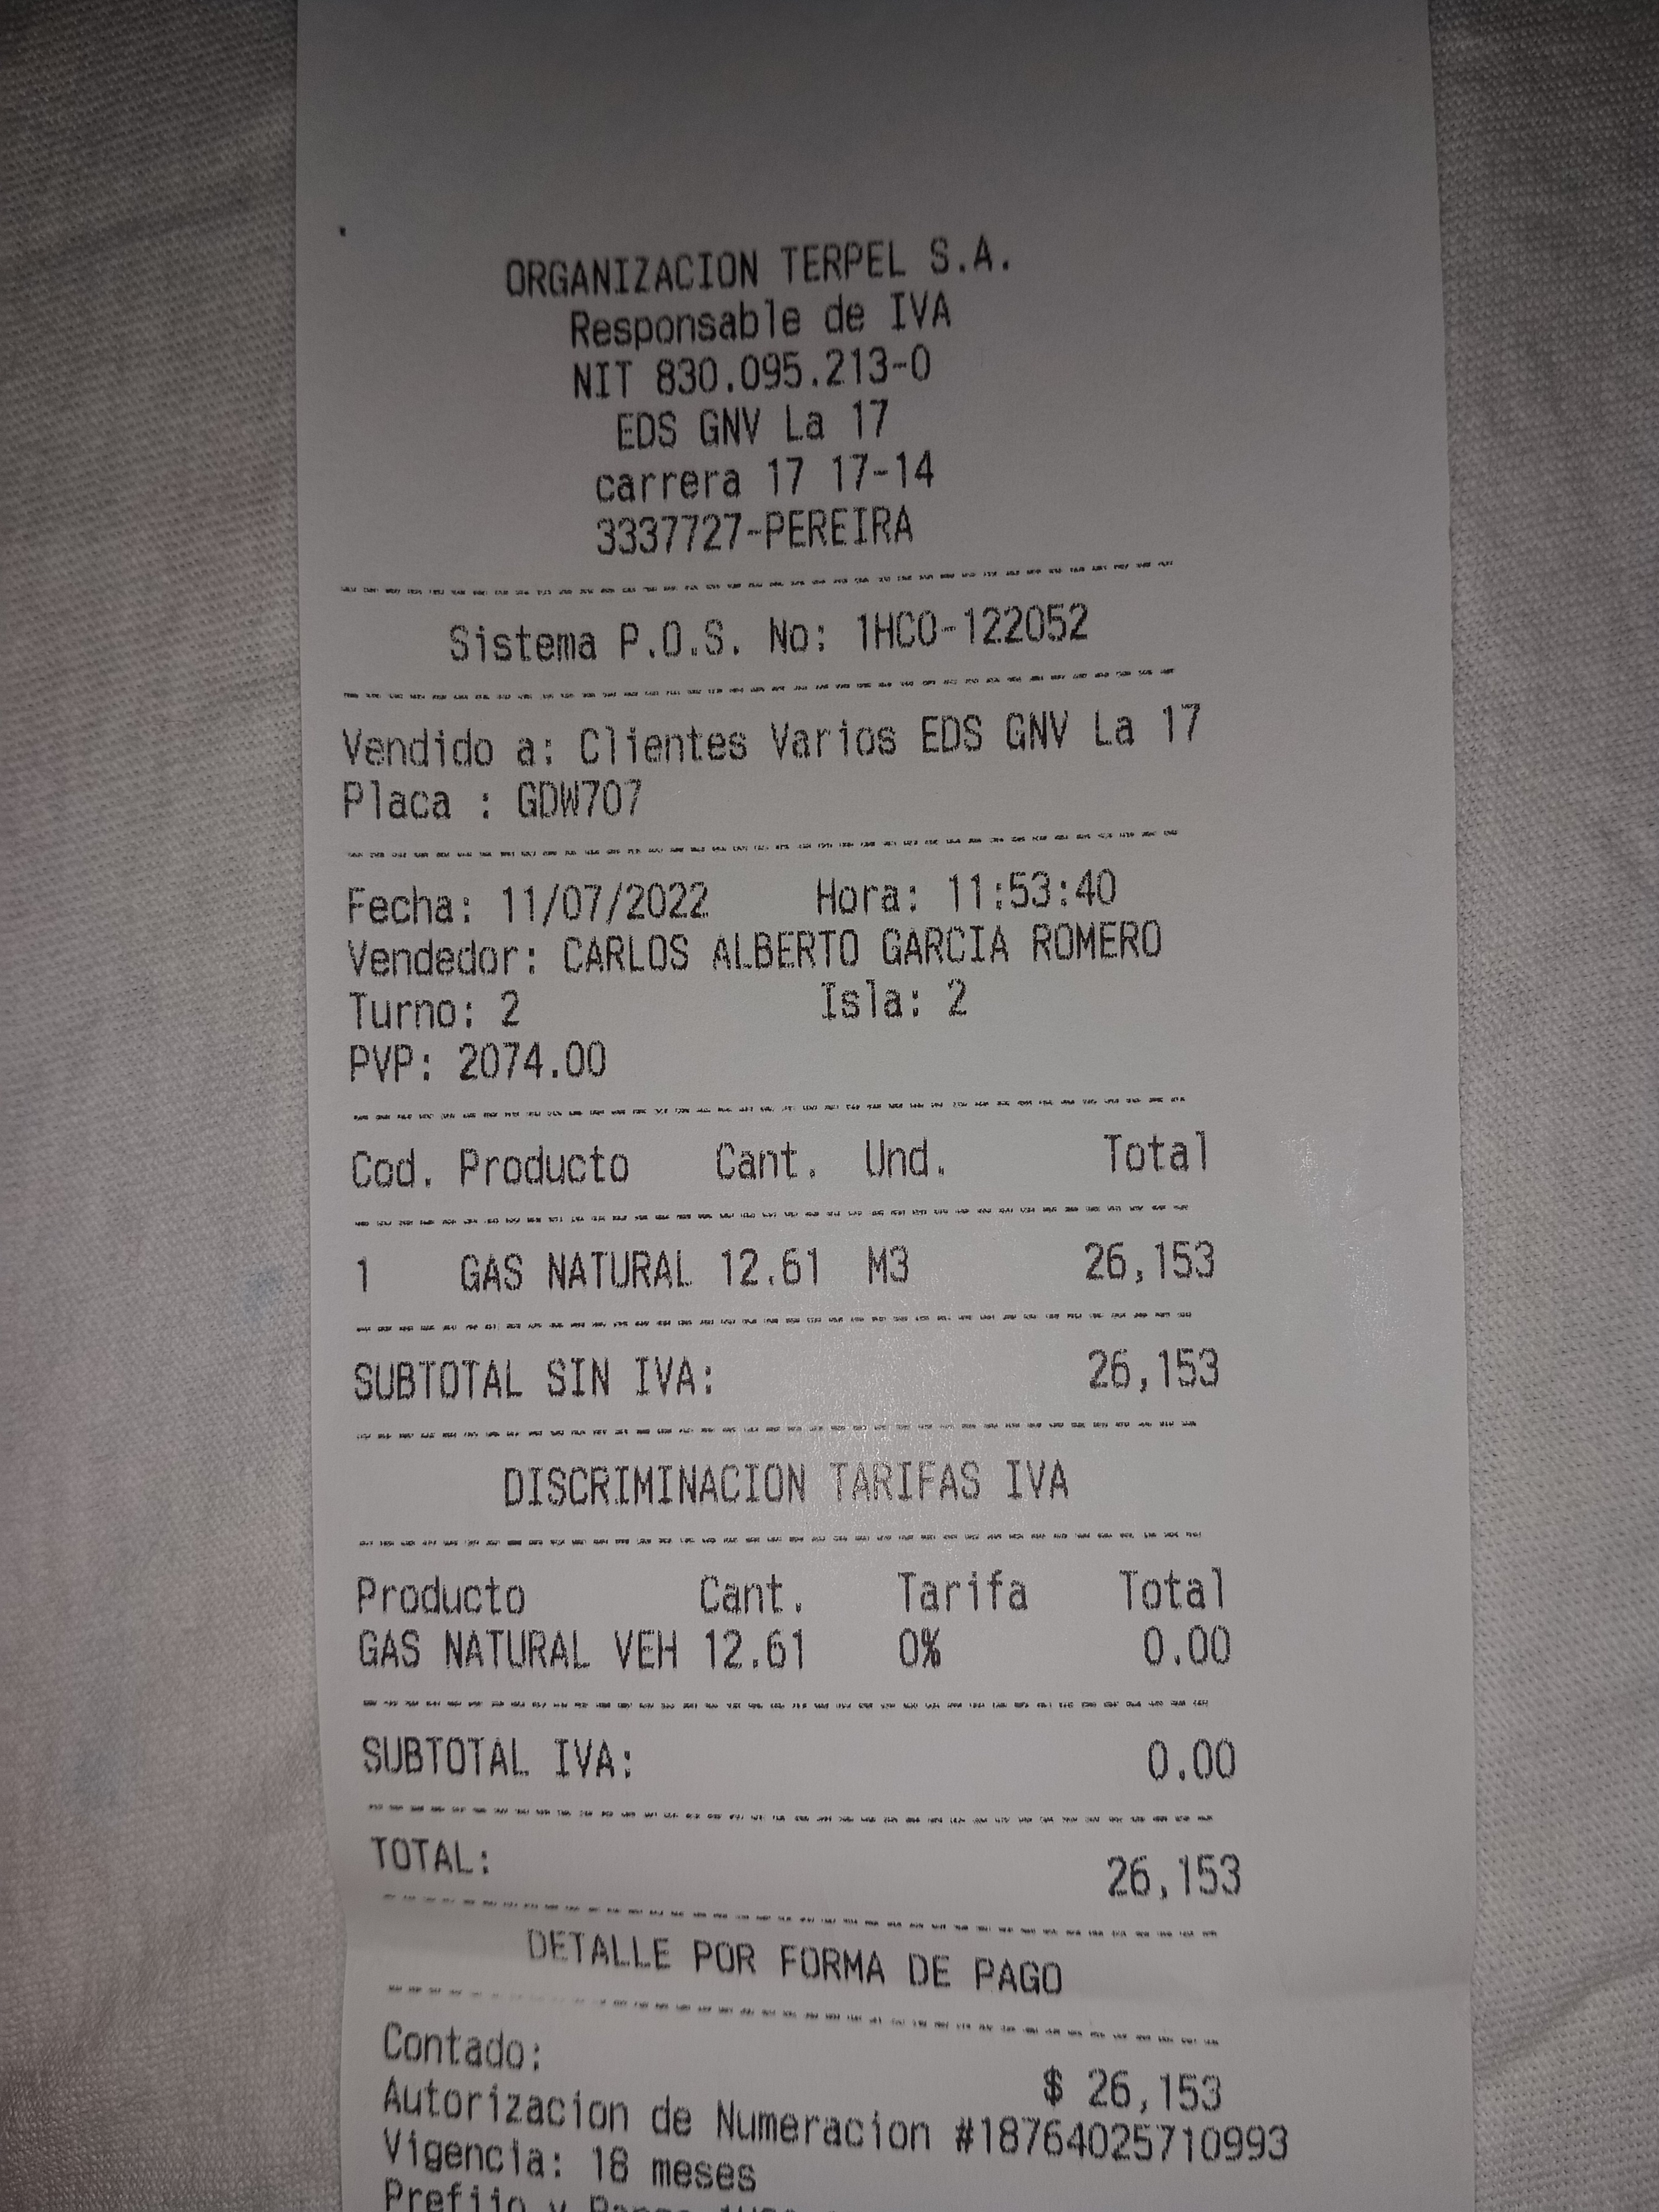 ORGANIZACION TERPEL S.A.
Responsable de IVA
NIT 830.095.213-0
EDS GNV La 17
carrera 17 17-14
3337727-PEREIRA
Sistema P.O.S. No: 1HC0-122052
Vendido a: Clientes Varios EDS GNV La 17
Placa : GDW707
Fecha: 11/07/2022 Hora: 11:53:40
Vendedor: CARLOS ALBERTO GARCIA ROMERO
Turno: 2 Isla: 2
PVP: 2074.00
Cod. Producto Cant. Und. Total
1 GAS NATURAL 12.61 M3 26,153
SUBTOTAL SIN IVA: 26,153
DISCRIMINACION TARIFAS IVA
Producto Cant. Tarifa Total
GAS NATURAL VEH 12.61 0% 0.00
SUBTOTAL IVA: 0.00
TOTAL: 26,153
DETALLE POR FORMA DE PAGO
Contado: $ 26,153
Autorizacion de Numeracion #18764025710993
Vigencia: 18 meses
Prefijo y